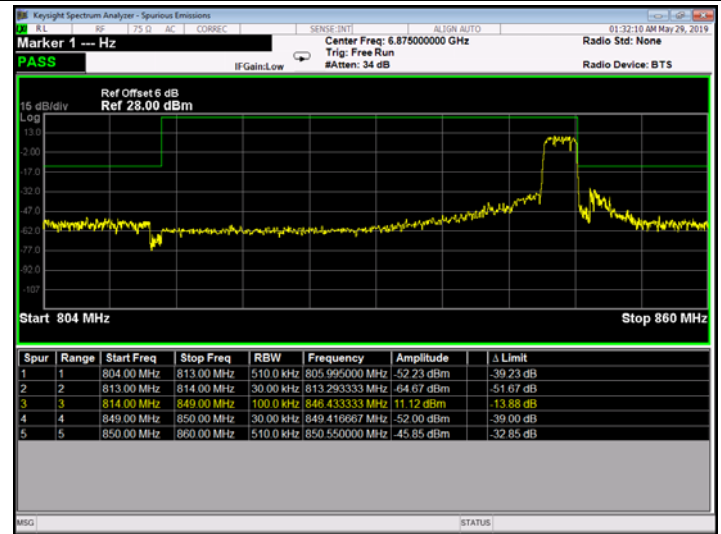 Keysight Spectrum Analyzer - Spurious Emissions
RL RF 75 Ω AC CORREC SENSE:INT ALIGN AUTO 01:32:10 AM May 29, 2019
Marker 1 --- Hz Center Freq: 6.875000000 GHz Radio Std: None
Trig: Free Run
PASS IFGain:Low #Atten: 34 dB Radio Device: BTS
Ref Offset 6 dB
15 dB/div Ref 28.00 dBm
Log
13.0
-2.00
-17.0
-32.0
-47.0
-62.0
-77.0
-92.0
-107
Start 804 MHz Stop 860 MHz
Spur Range Start Freq Stop Freq RBW Frequency Amplitude Δ Limit
1 1 804.00 MHz 813.00 MHz 510.0 kHz 805.995000 MHz -52.23 dBm -39.23 dB
2 2 813.00 MHz 814.00 MHz 30.00 kHz 813.293333 MHz -64.67 dBm -51.67 dB
3 3 814.00 MHz 849.00 MHz 100.0 kHz 846.433333 MHz 11.12 dBm -13.88 dB
4 4 849.00 MHz 850.00 MHz 30.00 kHz 849.416667 MHz -52.00 dBm -39.00 dB
5 5 850.00 MHz 860.00 MHz 510.0 kHz 850.550000 MHz -45.85 dBm -32.85 dB
MSG STATUS